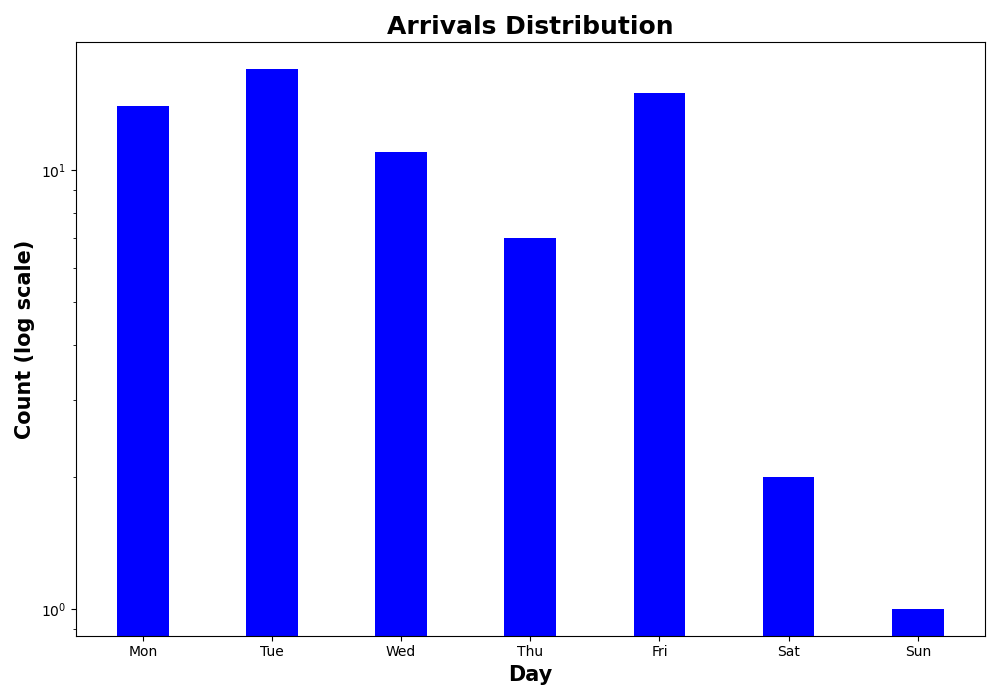 Arrivals Distribution
Count (log scale)
10¹
10⁰
Mon Tue Wed Thu Fri Sat Sun
Day